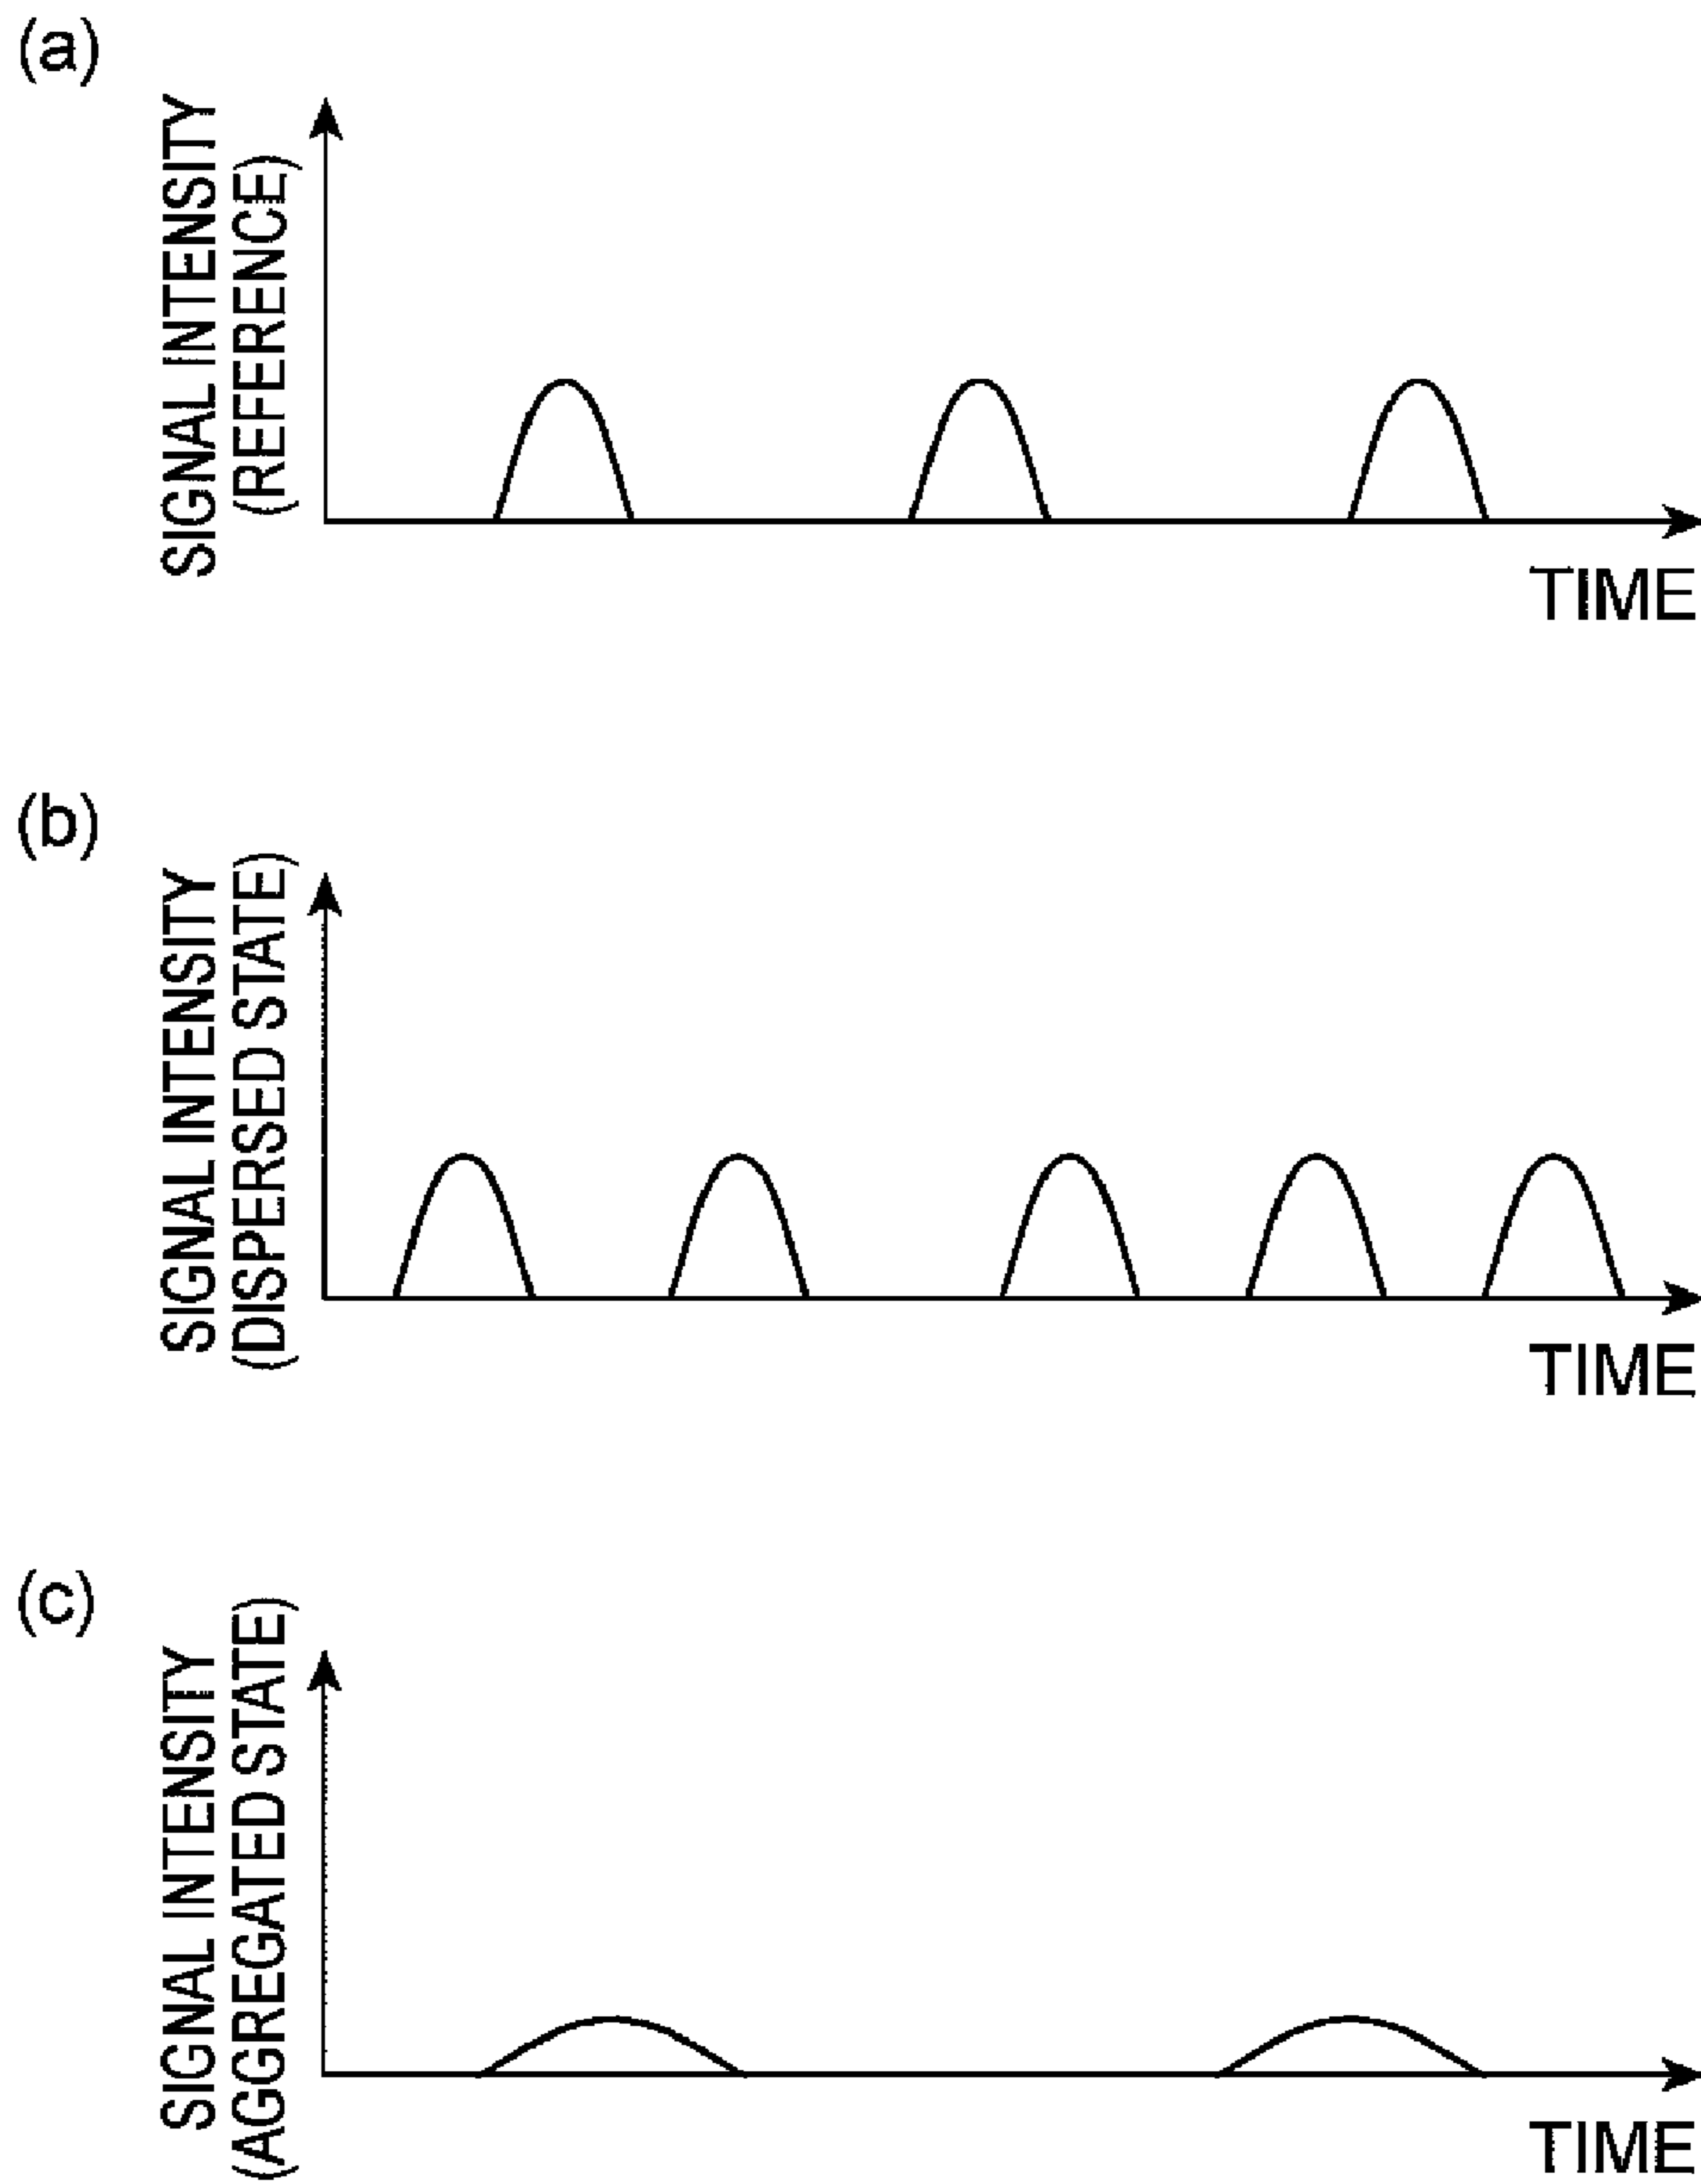 (a)
SIGNAL INTENSITY
(REFERENCE)
TIME
(b)
SIGNAL INTENSITY
(DISPERSED STATE)
TIME
(c)
SIGNAL INTENSITY
(AGGREGATED STATE)
TIME